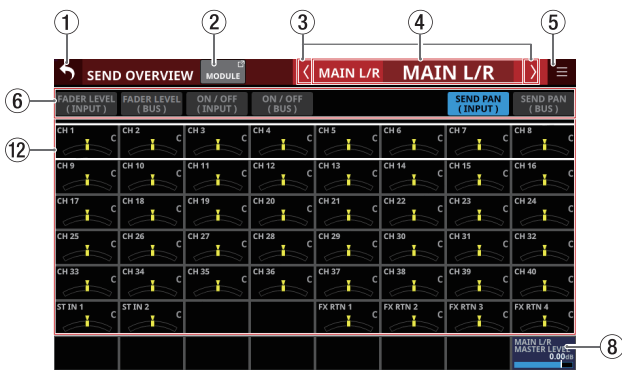 ① ② ③ ④ ⑤
SEND OVERVIEW MODULE MAIN L/R MAIN L/R
⑥
FADER LEVEL (INPUT)
FADER LEVEL (BUS)
ON / OFF (INPUT)
ON / OFF (BUS)
SEND PAN (INPUT)
SEND PAN (BUS)
⑫
CH 1 C CH 2 C CH 3 C CH 4 C CH 5 C CH 6 C CH 7 C CH 8 C
CH 9 C CH 10 C CH 11 C CH 12 C CH 13 C CH 14 C CH 15 C CH 16 C
CH 17 C CH 18 C CH 19 C CH 20 C CH 21 C CH 22 C CH 23 C CH 24 C
CH 25 C CH 26 C CH 27 C CH 28 C CH 29 C CH 30 C CH 31 C CH 32 C
CH 33 C CH 34 C CH 35 C CH 36 C CH 37 C CH 38 C CH 39 C CH 40 C
ST IN 1 C ST IN 2 C FX RTN 1 C FX RTN 2 C FX RTN 3 C FX RTN 4 C
MAIN L/R
MASTER LEVEL
0.00dB
⑧